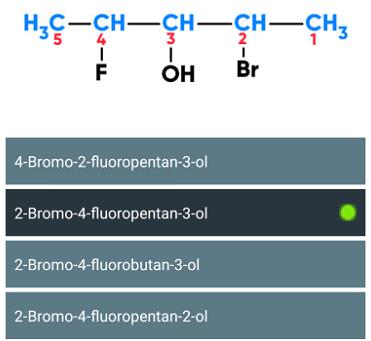 H₃C—CH—CH—CH—CH₃
5 4 3 2 1
F OH Br
4-Bromo-2-fluoropentan-3-ol
2-Bromo-4-fluoropentan-3-ol
2-Bromo-4-fluorobutan-3-ol
2-Bromo-4-fluoropentan-2-ol